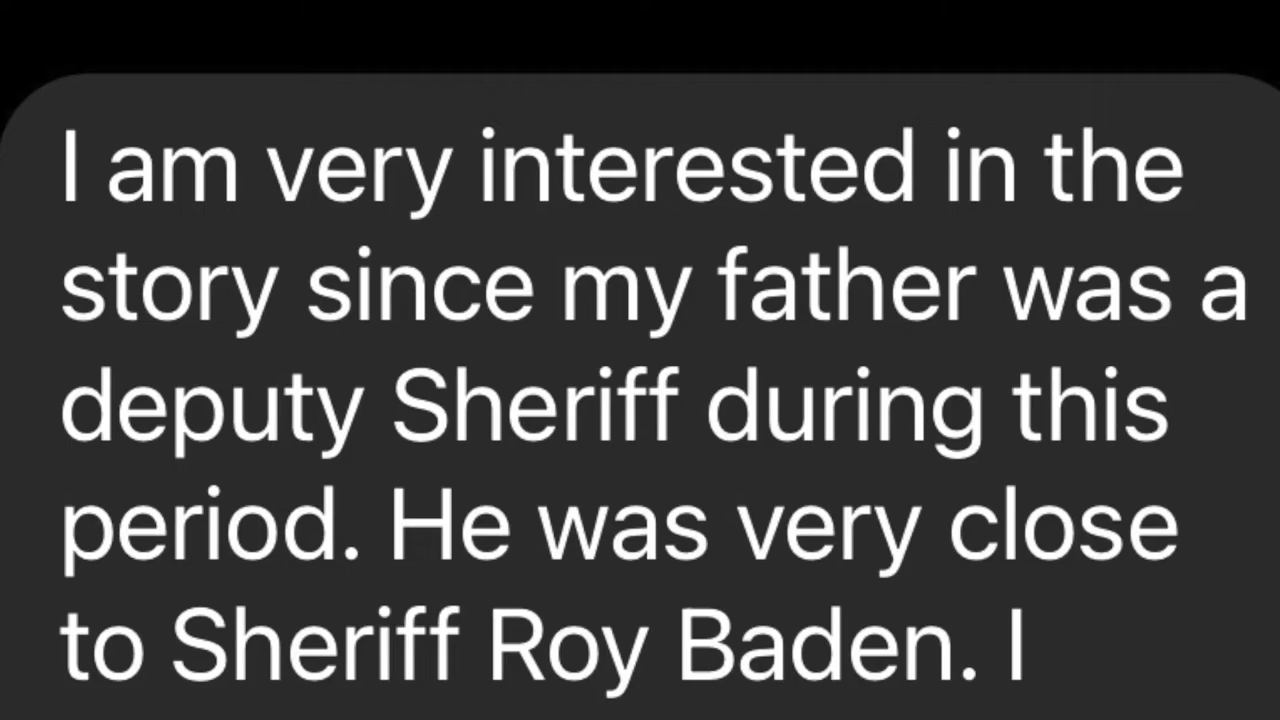 I am very interested in the
story since my father was a
deputy Sheriff during this
period. He was very close
to Sheriff Roy Baden. I